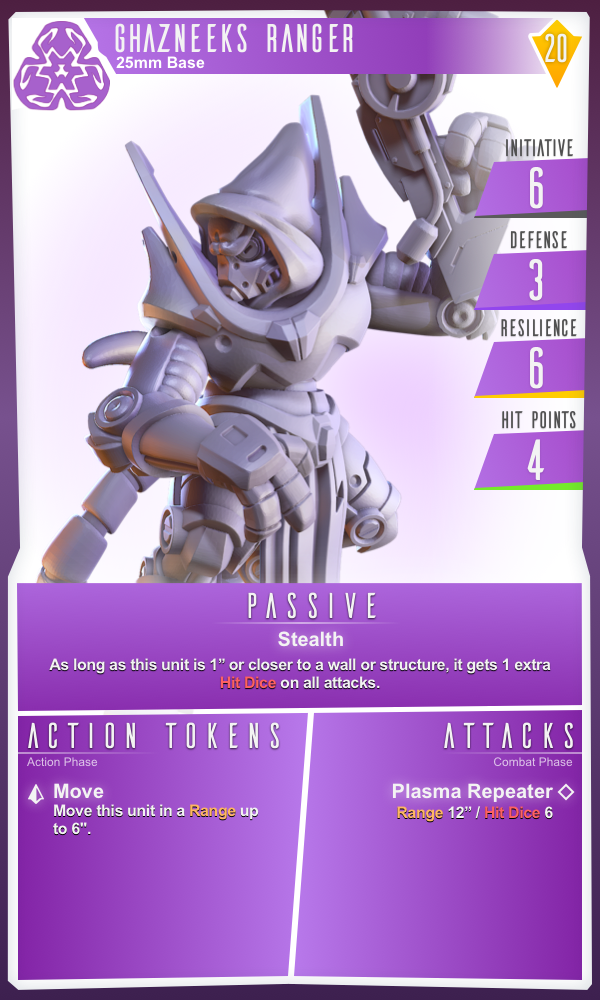 GHAZNEEKS RANGER
25mm Base
20
INITIATIVE
6
DEFENSE
3
RESILIENCE
6
HIT POINTS
4
PASSIVE
Stealth
As long as this unit is 1” or closer to a wall or structure, it gets 1 extra
Hit Dice on all attacks.
ACTION TOKENS
Action Phase
Move
Move this unit in a Range up
to 6".
ATTACKS
Combat Phase
Plasma Repeater
Range 12” / Hit Dice 6